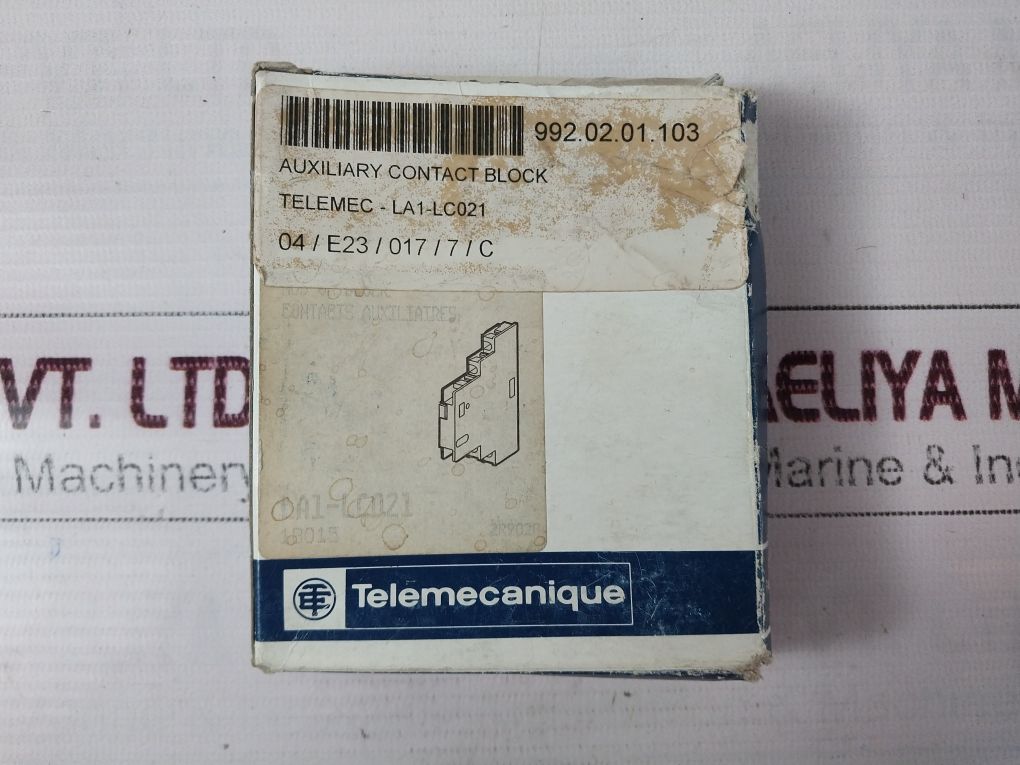 992.02.01.103
AUXILIARY CONTACT BLOCK
TELEMEC - LA1-LC021
04 / E23 / 017 / 7 / C
CONTACTS AUXILIAIRES
LA1-LC021
18015
Telemecanique
VT. LTD
AELIYA M
Machinery
Marine & In